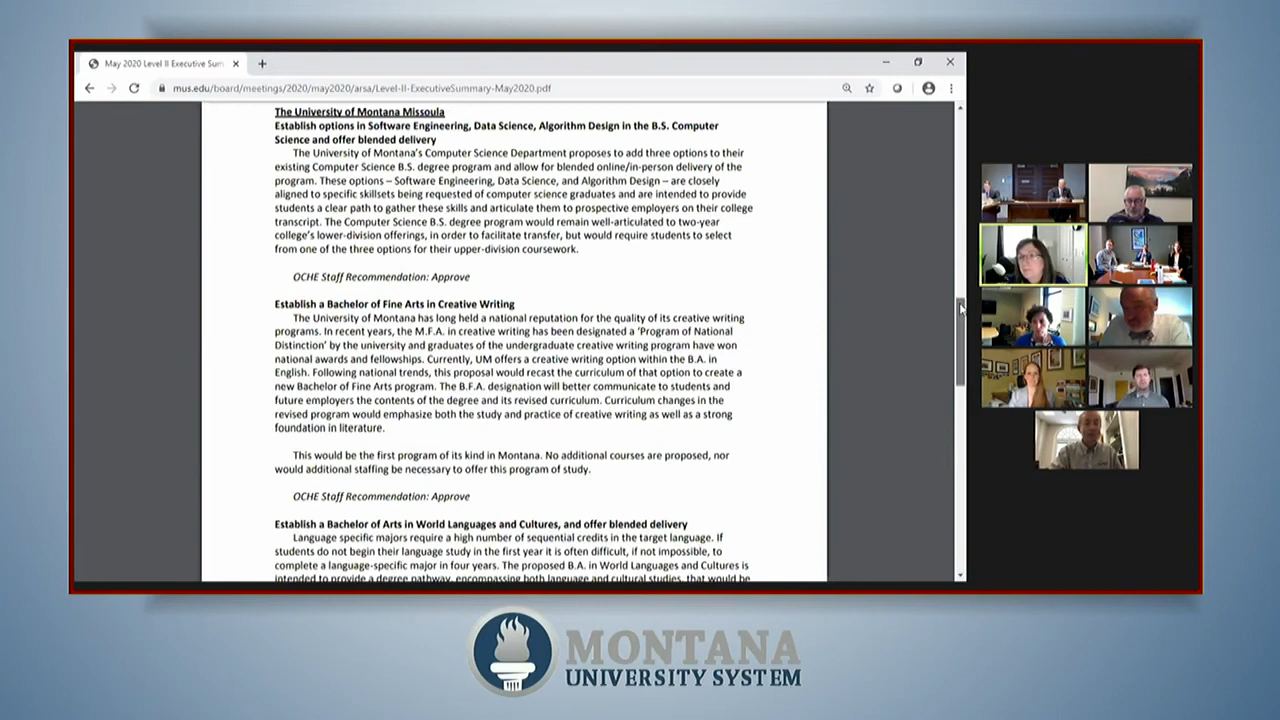 May 2020 Level II Executive Sum
mus.edu/board/meetings/2020/may2020/arsa/Level-II-ExecutiveSummary-May2020.pdf
The University of Montana Missoula
Establish options in Software Engineering, Data Science, Algorithm Design in the B.S. Computer
Science and offer blended delivery
The University of Montana's Computer Science Department proposes to add three options to their
existing Computer Science B.S. degree program and allow for blended online/in-person delivery of the
program. These options – Software Engineering, Data Science, and Algorithm Design – are closely
aligned to specific skillsets being requested of computer science graduates and are intended to provide
students a clear path to gather these skills and articulate them to prospective employers on their college
transcript. The Computer Science B.S. degree program would remain well-articulated to two-year
college's lower-division offerings, in order to facilitate transfer, but would require students to select
from one of the three options for their upper-division coursework.
OCHE Staff Recommendation: Approve
Establish a Bachelor of Fine Arts in Creative Writing
The University of Montana has long held a national reputation for the quality of its creative writing
programs. In recent years, the M.F.A. in creative writing has been designated a 'Program of National
Distinction' by the university and graduates of the undergraduate creative writing program have won
national awards and fellowships. Currently, UM offers a creative writing option within the B.A. in
English. Following national trends, this proposal would recast the curriculum of that option to create a
new Bachelor of Fine Arts program. The B.F.A. designation will better communicate to students and
future employers the contents of the degree and its revised curriculum. Curriculum changes in the
revised program would emphasize both the study and practice of creative writing as well as a strong
foundation in literature.
This would be the first program of its kind in Montana. No additional courses are proposed, nor
would additional staffing be necessary to offer this program of study.
OCHE Staff Recommendation: Approve
Establish a Bachelor of Arts in World Languages and Cultures, and offer blended delivery
Language specific majors require a high number of sequential credits in the target language. If
students do not begin their language study in the first year it is often difficult, if not impossible, to
complete a language-specific major in four years. The proposed B.A. in World Languages and Cultures is
intended to provide a degree pathway, encompassing both language and cultural studies, that would be
MONTANA
UNIVERSITY SYSTEM